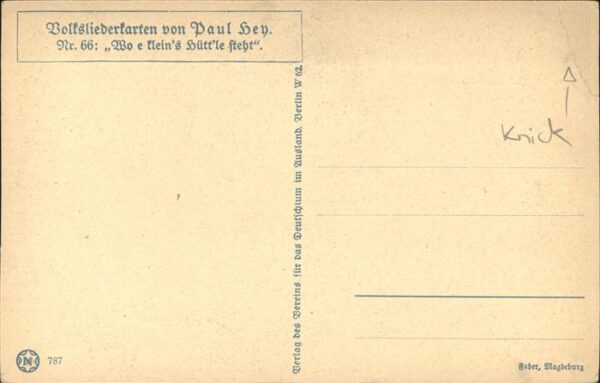 Volksliederkarten von Paul Hey.
Nr. 66: „Wo e klein's Hütt'le steht“.
Knick
Verlag des Vereins für das Deutschtum im Ausland, Berlin W 62.
N 787
Faber, Magdeburg